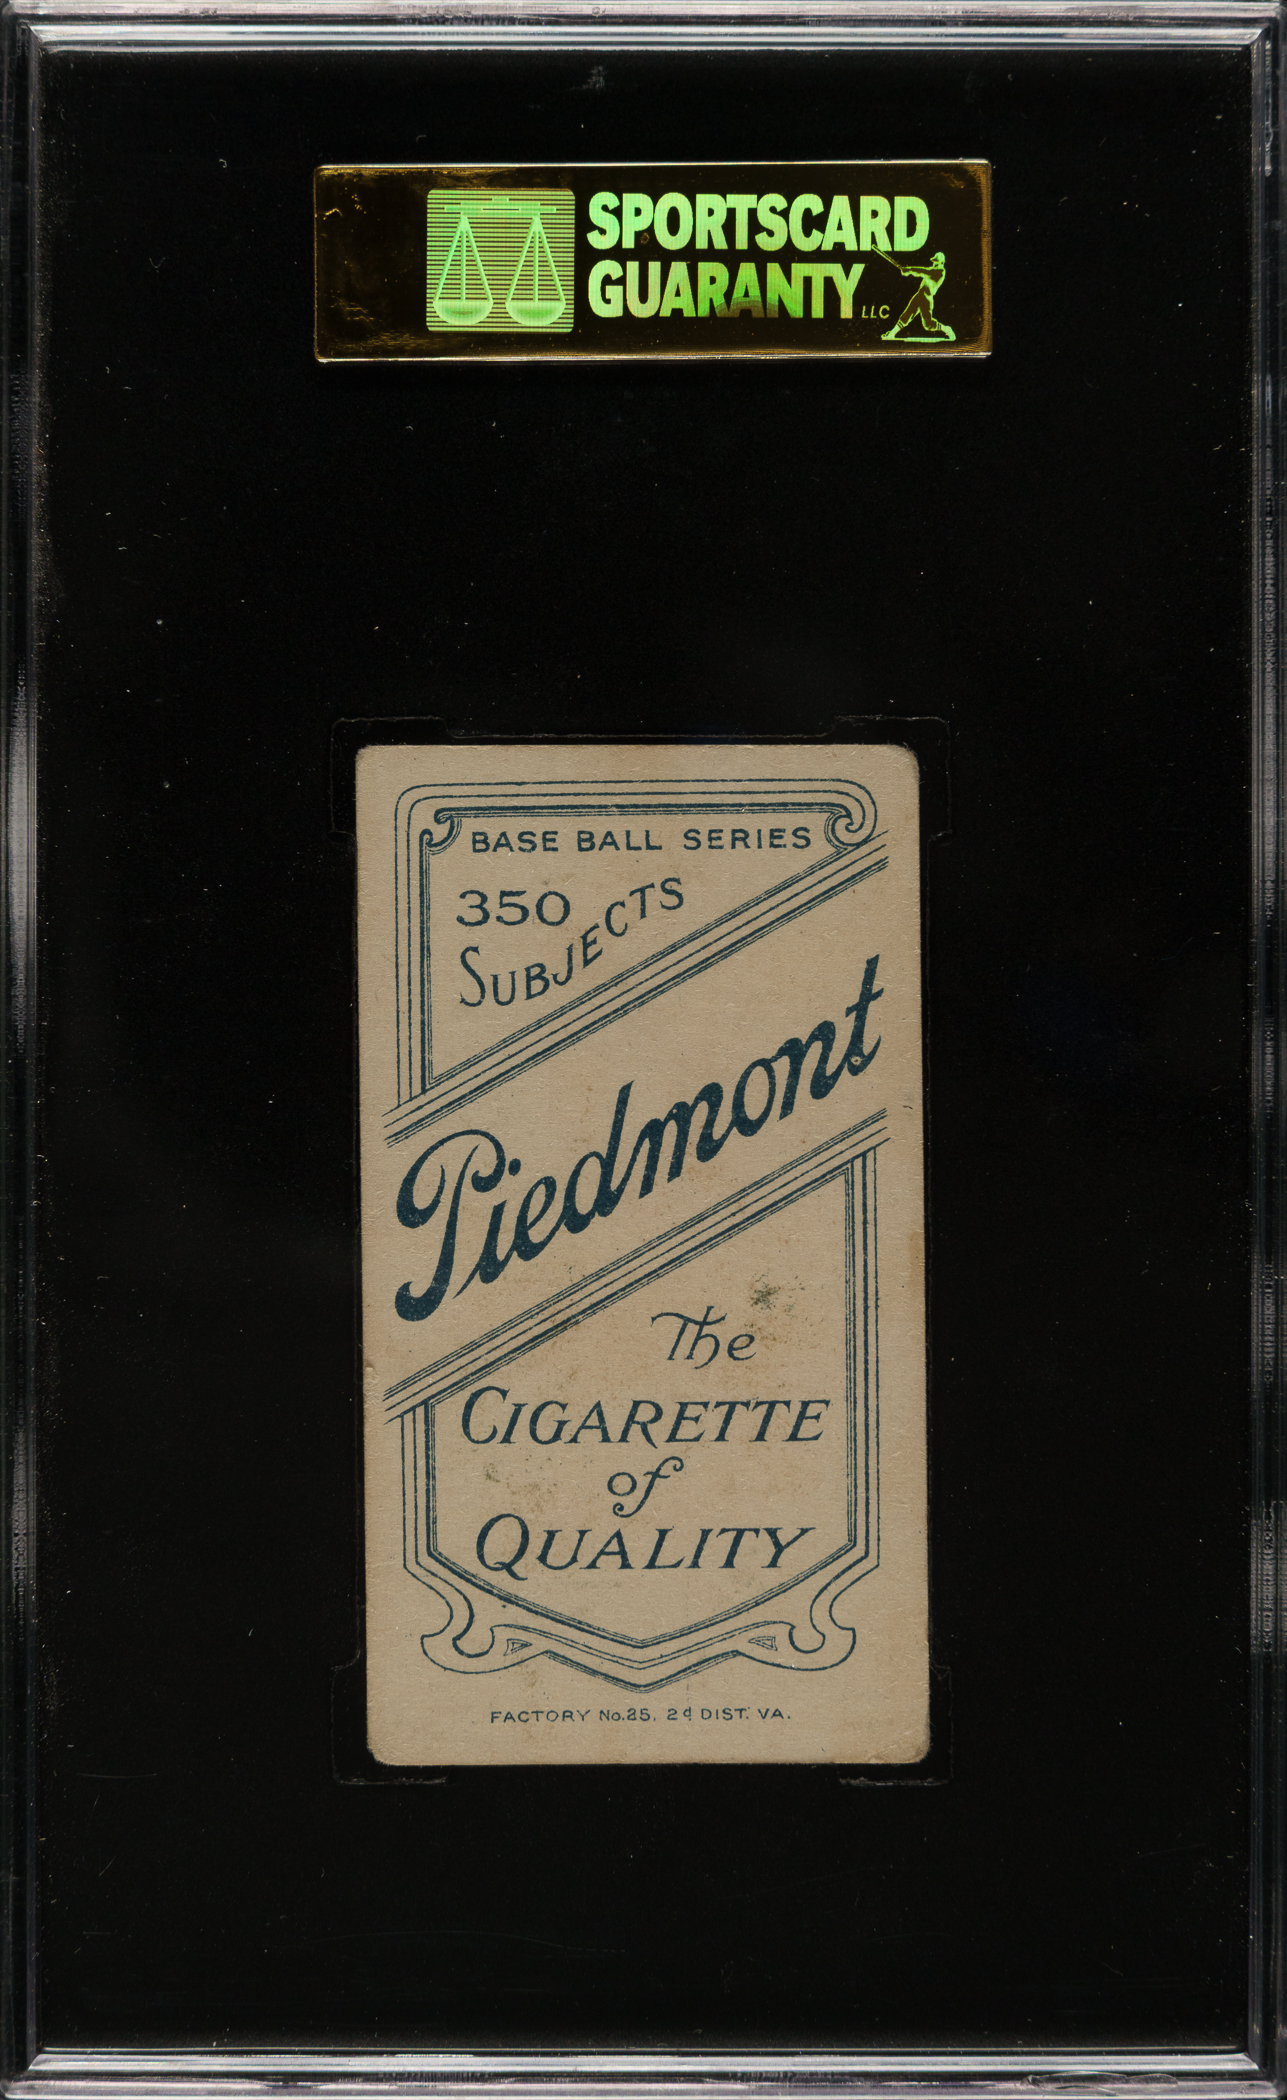 SPORTSCARD
GUARANTY LLC
BASE BALL SERIES
350
SUBJECTS
Piedmont
The
CIGARETTE
of
QUALITY
FACTORY No.25, 2d DIST. VA.